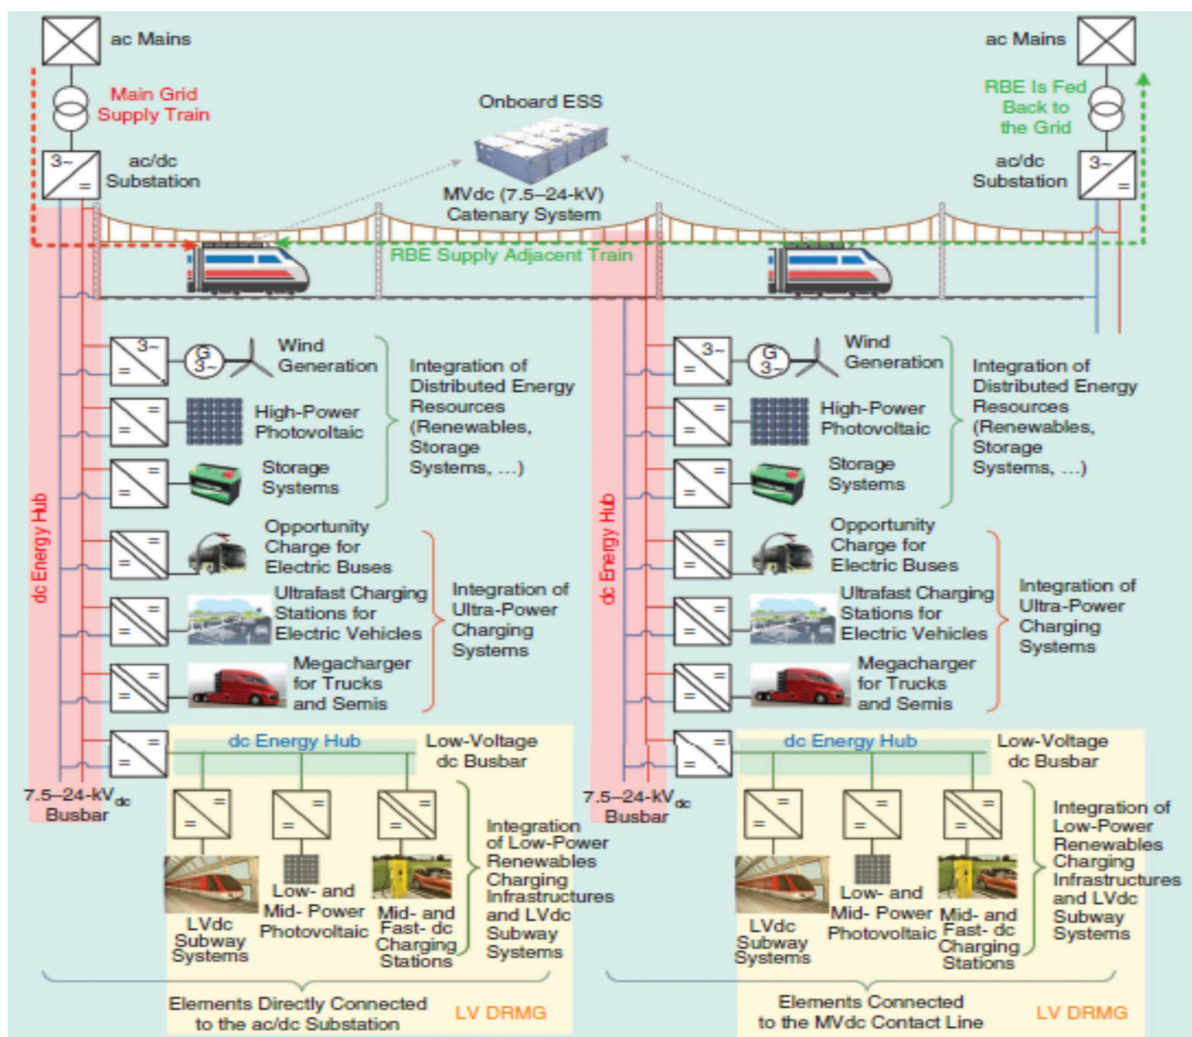 ac Mains
ac Mains
Main Grid
Supply Train
Onboard ESS
RBE Is Fed
Back to
the Grid
3~
=
ac/dc
Substation
MVdc (7.5–24-kV)
Catenary System
ac/dc
Substation
3~
=
RBE Supply Adjacent Train
dc Energy Hub
3~
=
G
3~
Wind
Generation
=
=
High-Power
Photovoltaic
=
=
Storage
Systems
Integration of
Distributed Energy
Resources
(Renewables,
Storage
Systems, ...)
=
=
Opportunity
Charge for
Electric Buses
=
=
Ultrafast Charging
Stations for
Electric Vehicles
=
=
Megacharger
for Trucks
and Semis
Integration of
Ultra-Power
Charging
Systems
=
=
dc Energy Hub
Low-Voltage
dc Busbar
7.5–24-kVdc
Busbar
=
=
=
=
=
=
LVdc
Subway
Systems
Low- and
Mid- Power
Photovoltaic
Mid- and
Fast- dc
Charging
Stations
Integration
of Low-Power
Renewables
Charging
Infrastructures
and LVdc
Subway
Systems
Elements Directly Connected
to the ac/dc Substation
LV DRMG
dc Energy Hub
3~
=
G
3~
Wind
Generation
=
=
High-Power
Photovoltaic
=
=
Storage
Systems
Integration of
Distributed Energy
Resources
(Renewables,
Storage
Systems, ...)
=
=
Opportunity
Charge for
Electric Buses
=
=
Ultrafast Charging
Stations for
Electric Vehicles
=
=
Megacharger
for Trucks
and Semis
Integration of
Ultra-Power
Charging
Systems
=
=
dc Energy Hub
Low-Voltage
dc Busbar
7.5–24-kVdc
Busbar
=
=
=
=
=
=
LVdc
Subway
Systems
Low- and
Mid- Power
Photovoltaic
Mid- and
Fast- dc
Charging
Stations
Integration of
Low-Power
Renewables
Charging
Infrastructures
and LVdc
Subway
Systems
Elements Connected
to the MVdc Contact Line
LV DRMG